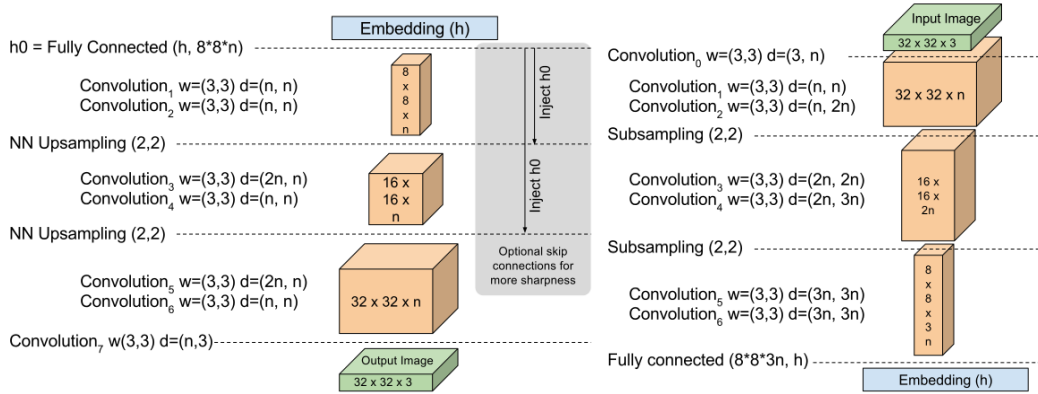 Embedding (h)
h0 = Fully Connected (h, 8*8*n)
8
x
8
x
n
Convolution1 w=(3,3) d=(n, n)
Convolution2 w=(3,3) d=(n, n)
Inject h0
Inject h0
NN Upsampling (2,2)
Convolution3 w=(3,3) d=(2n, n)
Convolution4 w=(3,3) d=(n, n)
16 x
16 x
n
NN Upsampling (2,2)
Optional skip
connections for
more sharpness
Convolution5 w=(3,3) d=(2n, n)
Convolution6 w=(3,3) d=(n, n)
32 x 32 x n
Convolution7 w(3,3) d=(n,3)
Output Image
32 x 32 x 3
Input Image
32 x 32 x 3
Convolution0 w=(3,3) d=(3, n)
Convolution1 w=(3,3) d=(n, n)
Convolution2 w=(3,3) d=(n, 2n)
32 x 32 x n
Subsampling (2,2)
Convolution3 w=(3,3) d=(2n, 2n)
Convolution4 w=(3,3) d=(2n, 3n)
16 x
16 x
2n
Subsampling (2,2)
Convolution5 w=(3,3) d=(3n, 3n)
Convolution6 w=(3,3) d=(3n, 3n)
8
x
8
x
3
n
Fully connected (8*8*3n, h)
Embedding (h)